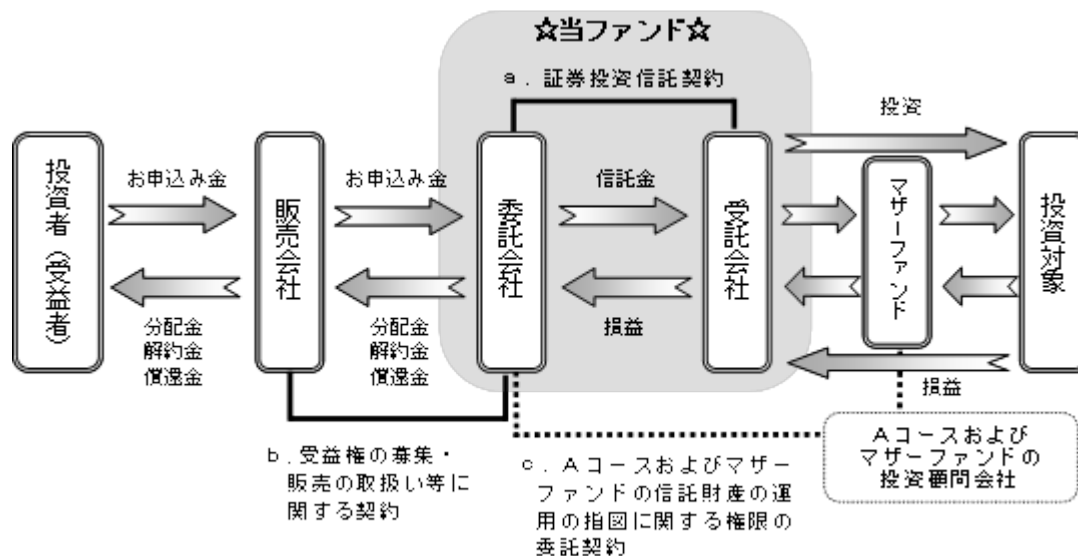 ☆当ファンド☆
a．証券投資信託契約
投資者（受益者）
お申込み金
分配金
解約金
償還金
販売会社
お申込み金
分配金
解約金
償還金
委託会社
信託金
損益
受託会社
投資
マザーファンド
損益
投資対象
b．受益権の募集・
販売の取扱い等に
関する契約
c．Aコースおよびマザー
ファンドの信託財産の運
用の指図に関する権限の
委託契約
Aコースおよび
マザーファンドの
投資顧問会社